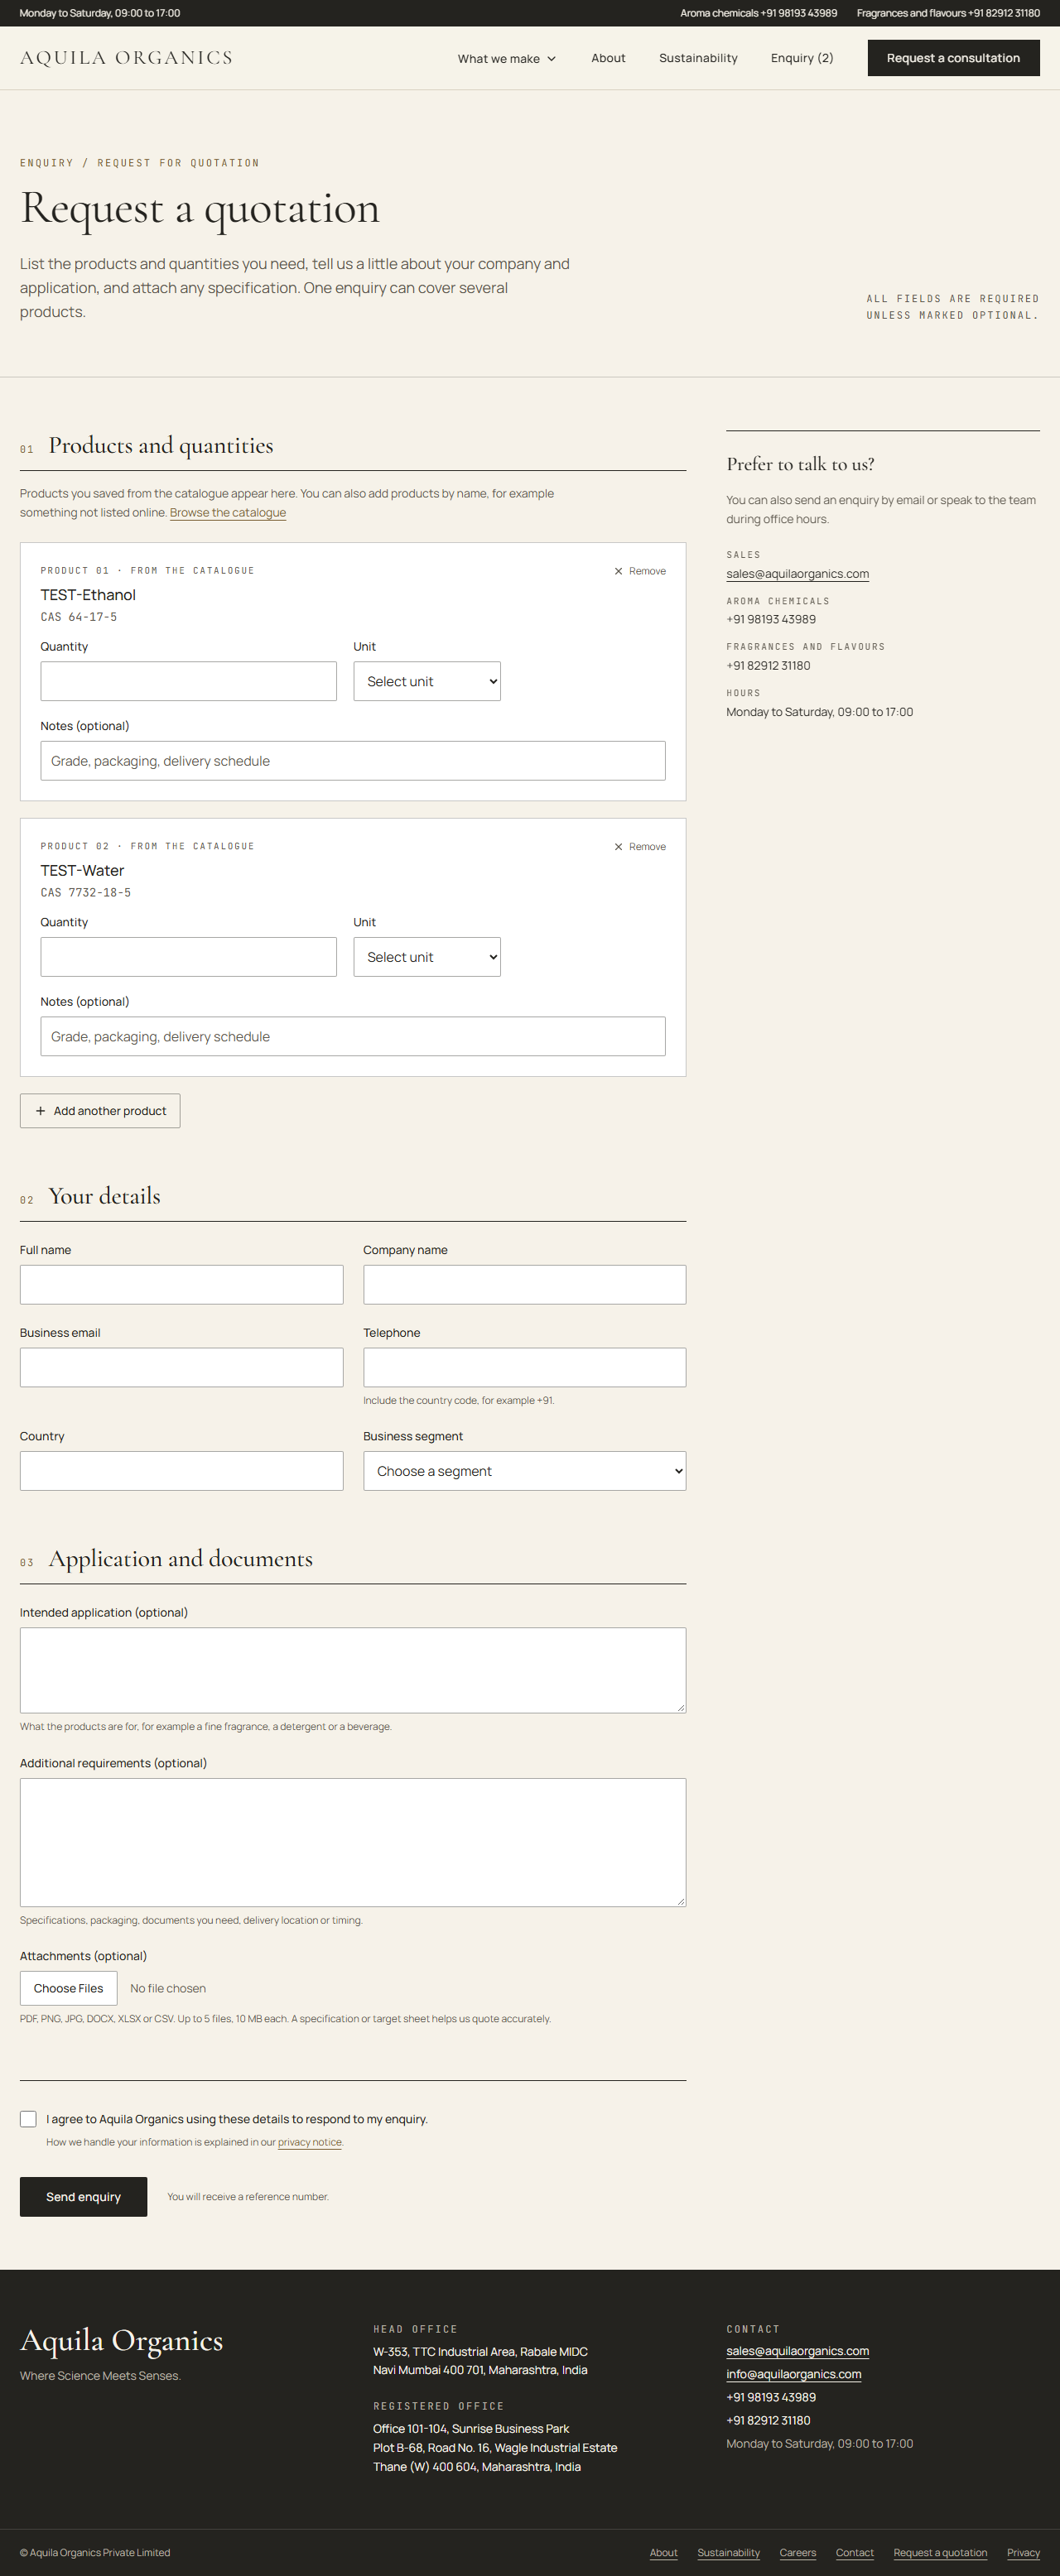 Monday to Saturday, 09:00 to 17:00
Aroma chemicals +91 98193 43989
Fragrances and flavours +91 82912 31180
AQUILA ORGANICS
What we make
About
Sustainability
Enquiry (2)
Request a consultation
ENQUIRY / REQUEST FOR QUOTATION
Request a quotation
List the products and quantities you need, tell us a little about your company and
application, and attach any specification. One enquiry can cover several
products.
ALL FIELDS ARE REQUIRED
UNLESS MARKED OPTIONAL.
01 Products and quantities
Products you saved from the catalogue appear here. You can also add products by name, for example
something not listed online. Browse the catalogue
PRODUCT 01 · FROM THE CATALOGUE
Remove
TEST-Ethanol
CAS 64-17-5
Quantity
Unit
Select unit
Notes (optional)
Grade, packaging, delivery schedule
PRODUCT 02 · FROM THE CATALOGUE
Remove
TEST-Water
CAS 7732-18-5
Quantity
Unit
Select unit
Notes (optional)
Grade, packaging, delivery schedule
Add another product
02 Your details
Full name
Company name
Business email
Telephone
Include the country code, for example +91.
Country
Business segment
Choose a segment
03 Application and documents
Intended application (optional)
What the products are for, for example a fine fragrance, a detergent or a beverage.
Additional requirements (optional)
Specifications, packaging, documents you need, delivery location or timing.
Attachments (optional)
Choose Files
No file chosen
PDF, PNG, JPG, DOCX, XLSX or CSV. Up to 5 files, 10 MB each. A specification or target sheet helps us quote accurately.
I agree to Aquila Organics using these details to respond to my enquiry.
How we handle your information is explained in our privacy notice.
Send enquiry
You will receive a reference number.
Prefer to talk to us?
You can also send an enquiry by email or speak to the team
during office hours.
SALES
sales@aquilaorganics.com
AROMA CHEMICALS
+91 98193 43989
FRAGRANCES AND FLAVOURS
+91 82912 31180
HOURS
Monday to Saturday, 09:00 to 17:00
Aquila Organics
Where Science Meets Senses.
HEAD OFFICE
W-353, TTC Industrial Area, Rabale MIDC
Navi Mumbai 400 701, Maharashtra, India
REGISTERED OFFICE
Office 101-104, Sunrise Business Park
Plot B-68, Road No. 16, Wagle Industrial Estate
Thane (W) 400 604, Maharashtra, India
CONTACT
sales@aquilaorganics.com
info@aquilaorganics.com
+91 98193 43989
+91 82912 31180
Monday to Saturday, 09:00 to 17:00
© Aquila Organics Private Limited
About
Sustainability
Careers
Contact
Request a quotation
Privacy